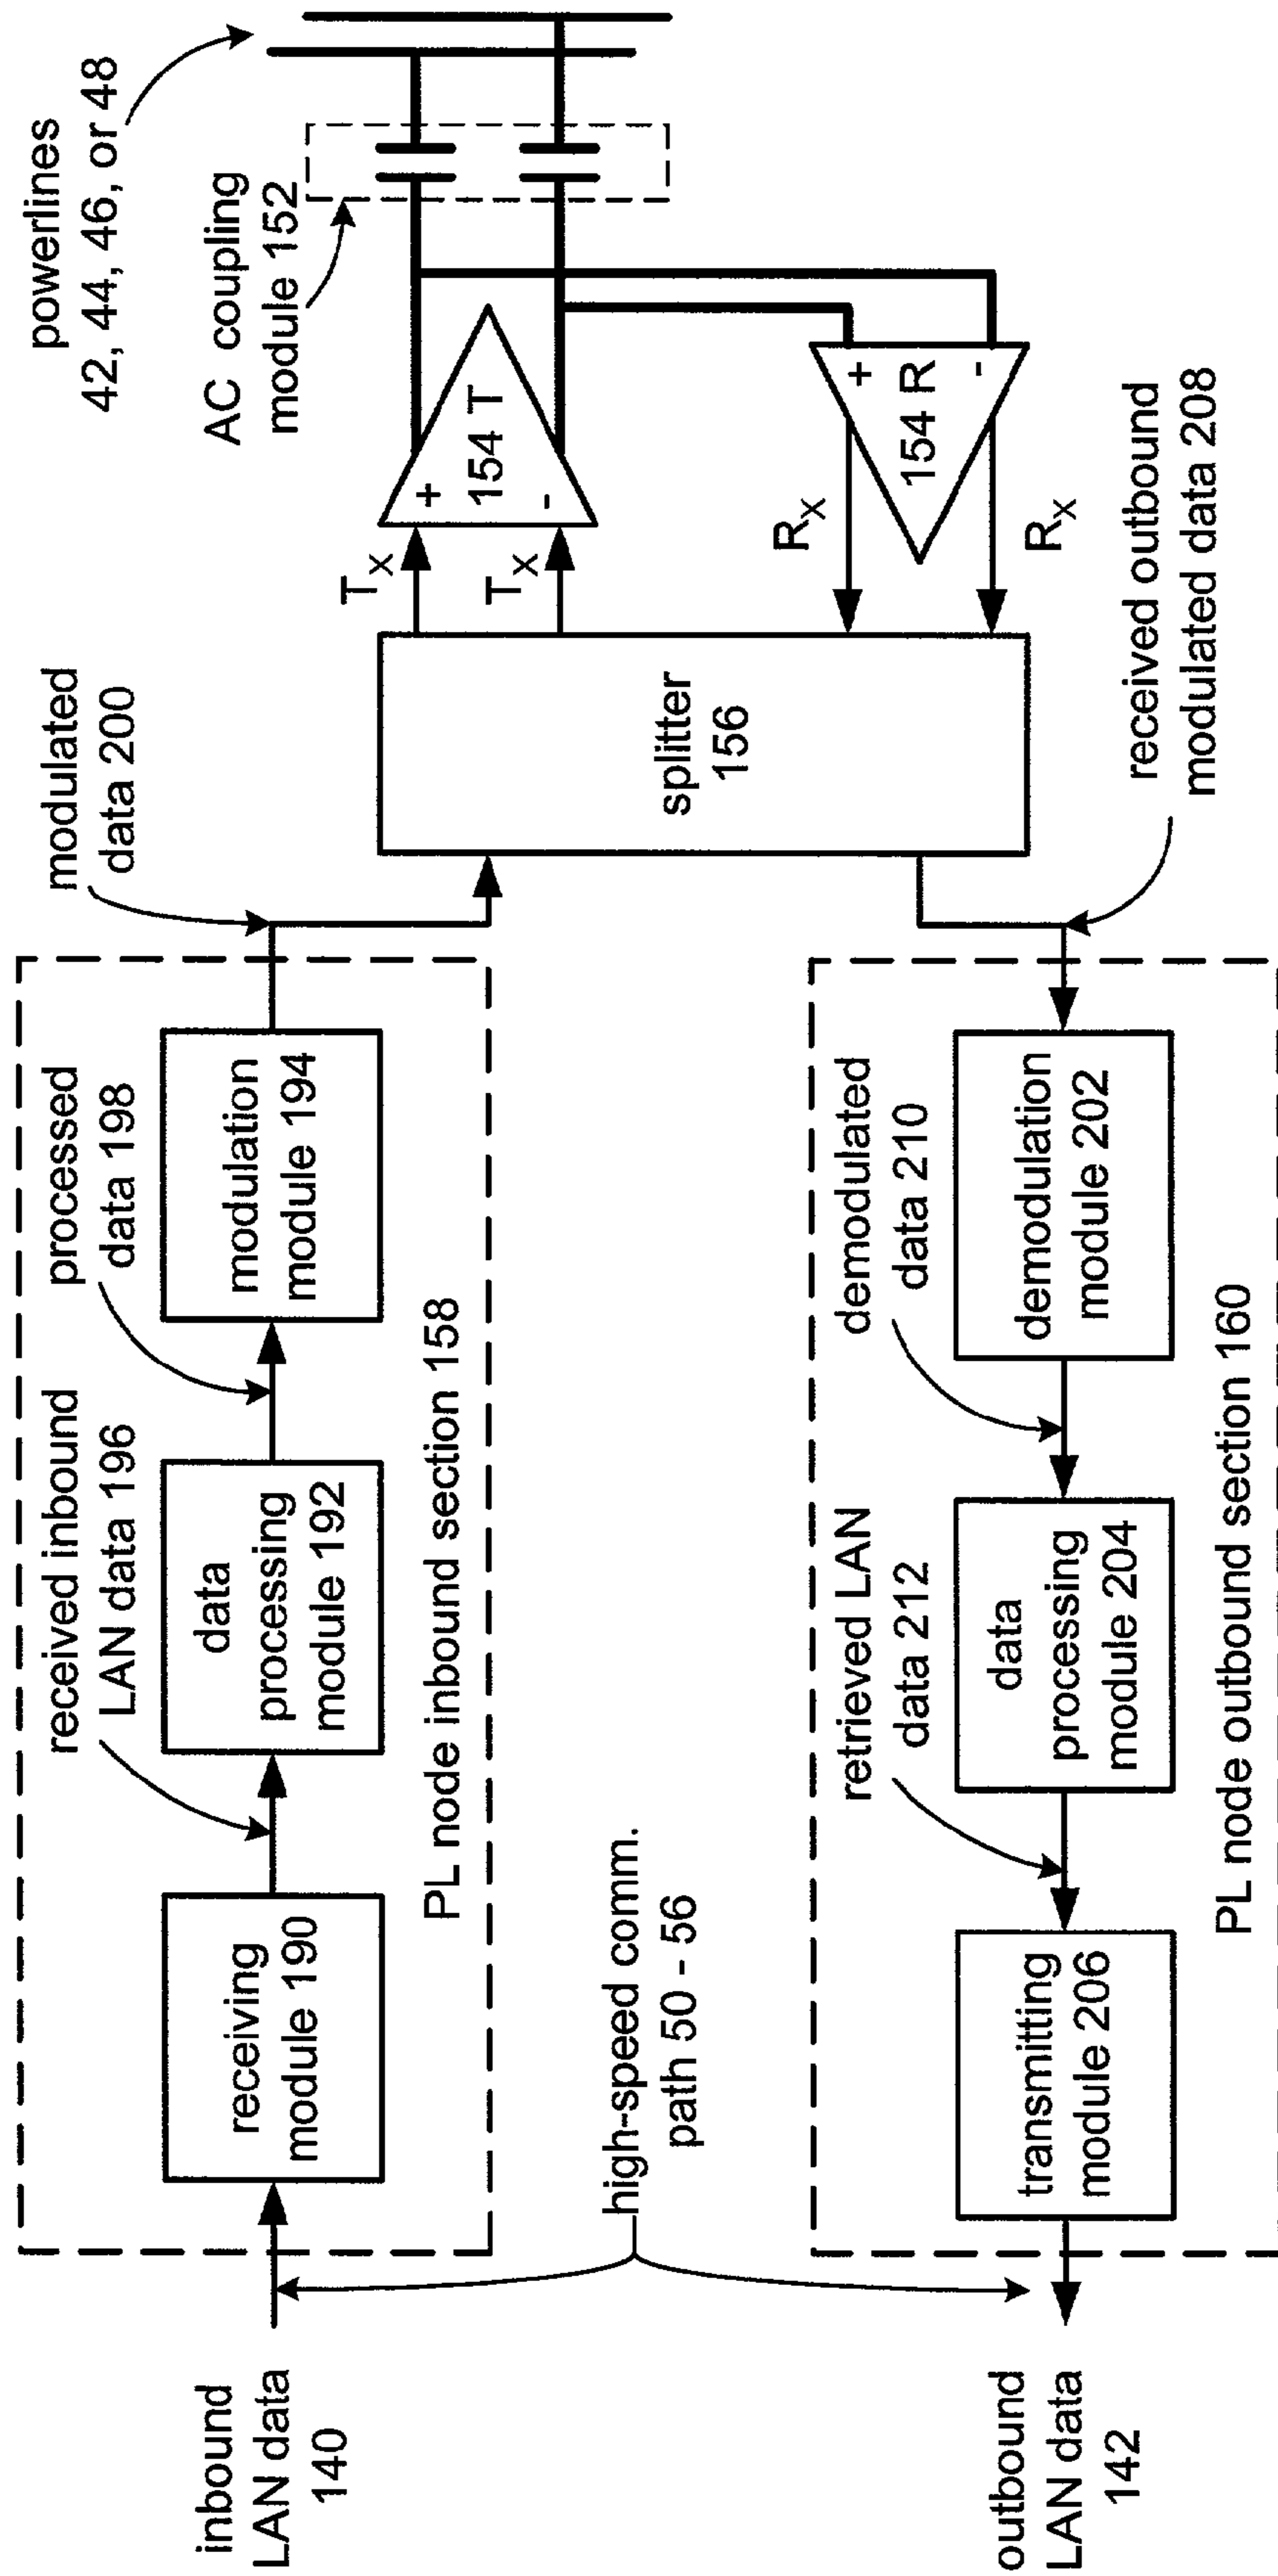 inbound
LAN data
140
receiving
module 190
received inbound
LAN data 196
data
processing
module 192
processed
data 198
modulation
module 194
modulated
data 200
PL node inbound section 158
high-speed comm.
path 50 - 56
splitter
156
TX
TX
+
154 T
-
AC coupling
module 152
powerlines
42, 44, 46, or 48
RX
RX
+
154 R
-
received outbound
modulated data 208
outbound
LAN data
142
transmitting
module 206
retrieved LAN
data 212
data
processing
module 204
demodulated
data 210
demodulation
module 202
PL node outbound section 160